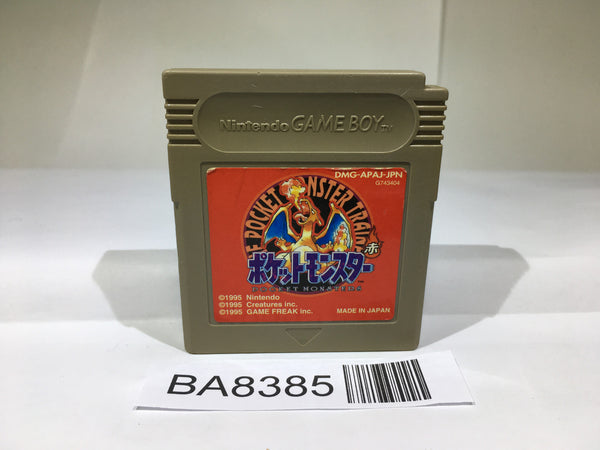 Nintendo GAME BOY TM
DMG-APAJ-JPN
G743404
POCKET MONSTER TRAINER
赤
ポケットモンスター
POCKET MONSTERS
©1995 Nintendo
©1995 Creatures inc.
©1995 GAME FREAK inc.
MADE IN JAPAN
BA8385